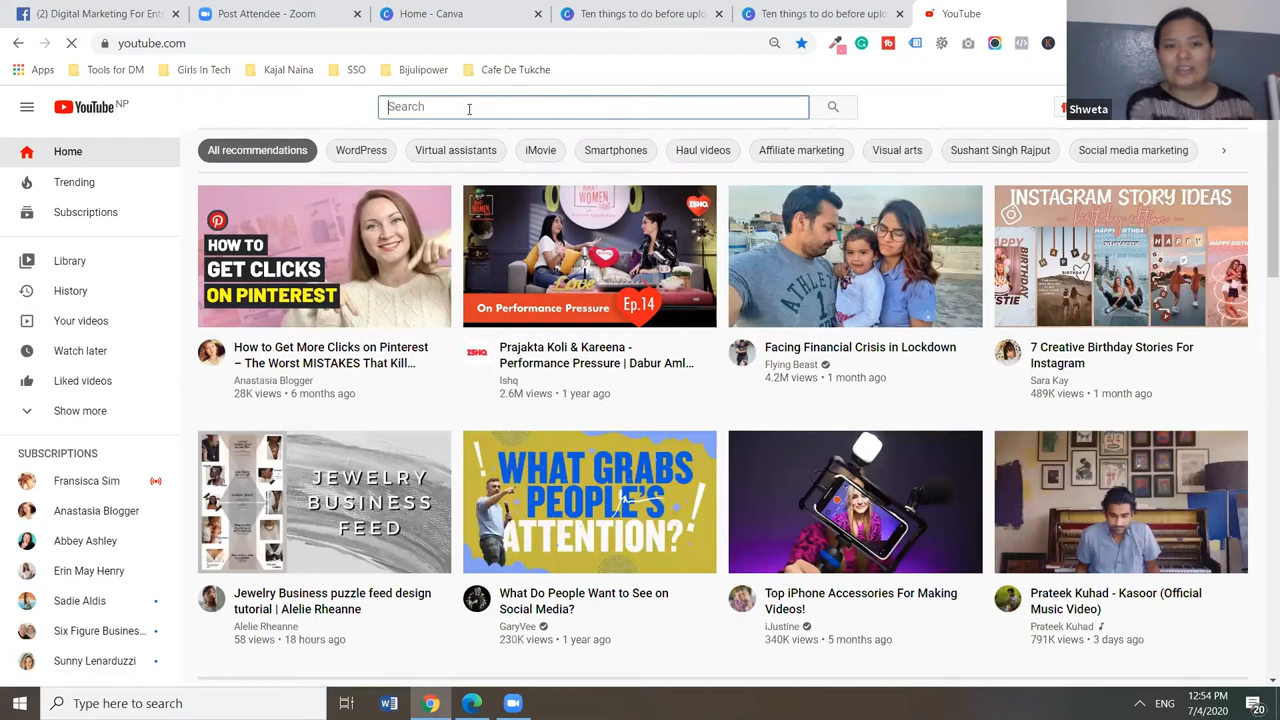 (2) Digital Marketing For Ent
Post Attendee - Zoom
Home - Canva
Ten things to do before uplo
Ten things to do before uplo
YouTube
youtube.com
Apps
Tools for DM
Girls In Tech
Kajal Naina
SSO
Bijulipower
Cafe De Tukche
YouTube NP
Search
Shweta
Home
Trending
Subscriptions
Library
History
Your videos
Watch later
Liked videos
Show more
SUBSCRIPTIONS
Fransisca Sim
Anastasia Blogger
Abbey Ashley
Erin May Henry
Sadie Aldis
Six Figure Busines...
Sunny Lenarduzzi
All recommendations
WordPress
Virtual assistants
iMovie
Smartphones
Haul videos
Affiliate marketing
Visual arts
Sushant Singh Rajput
Social media marketing
HOW TO
GET CLICKS
ON PINTEREST
How to Get More Clicks on Pinterest
– The Worst MISTAKES That Kill...
Anastasia Blogger
28K views • 6 months ago
WHAT
WOMEN
ISHQ
On Performance Pressure
Ep.14
ISHQ
Prajakta Koli & Kareena -
Performance Pressure | Dabur Aml...
Ishq
2.6M views • 1 year ago
ATHLETIC
Facing Financial Crisis in Lockdown
Flying Beast
4.2M views • 1 month ago
INSTAGRAM STORY IDEAS
birthday edition
7 Creative Birthday Stories For
Instagram
Sara Kay
489K views • 1 month ago
JEWELRY
BUSINESS
FEED
Jewelry Business puzzle feed design
tutorial | Alelie Rheanne
Alelie Rheanne
58 views • 18 hours ago
WHAT GRABS
PEOPLE'S
ATTENTION?
What Do People Want to See on
Social Media?
GaryVee
230K views • 1 year ago
Top iPhone Accessories For Making
Videos!
iJustine
340K views • 5 months ago
Prateek Kuhad - Kasoor (Official
Music Video)
Prateek Kuhad
791K views • 3 days ago
Type here to search
ENG
12:54 PM
7/4/2020
20